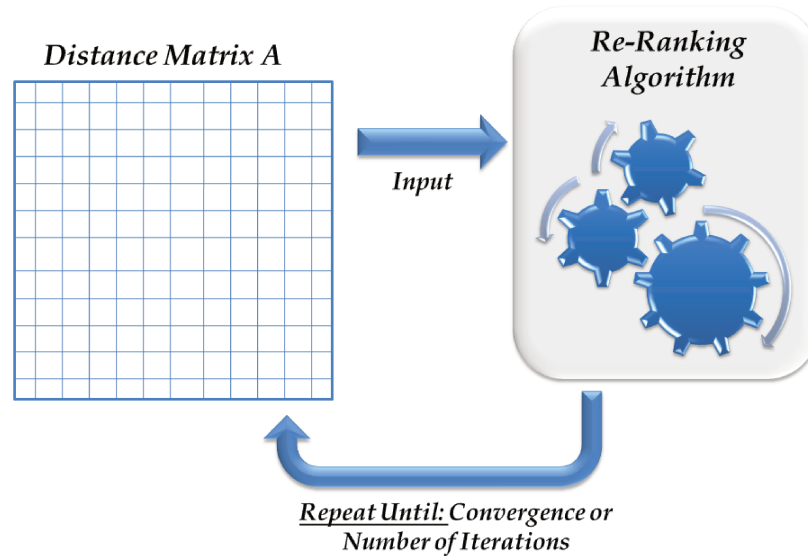 Distance Matrix A
Re-Ranking
Algorithm
Input
Repeat Until: Convergence or
Number of Iterations